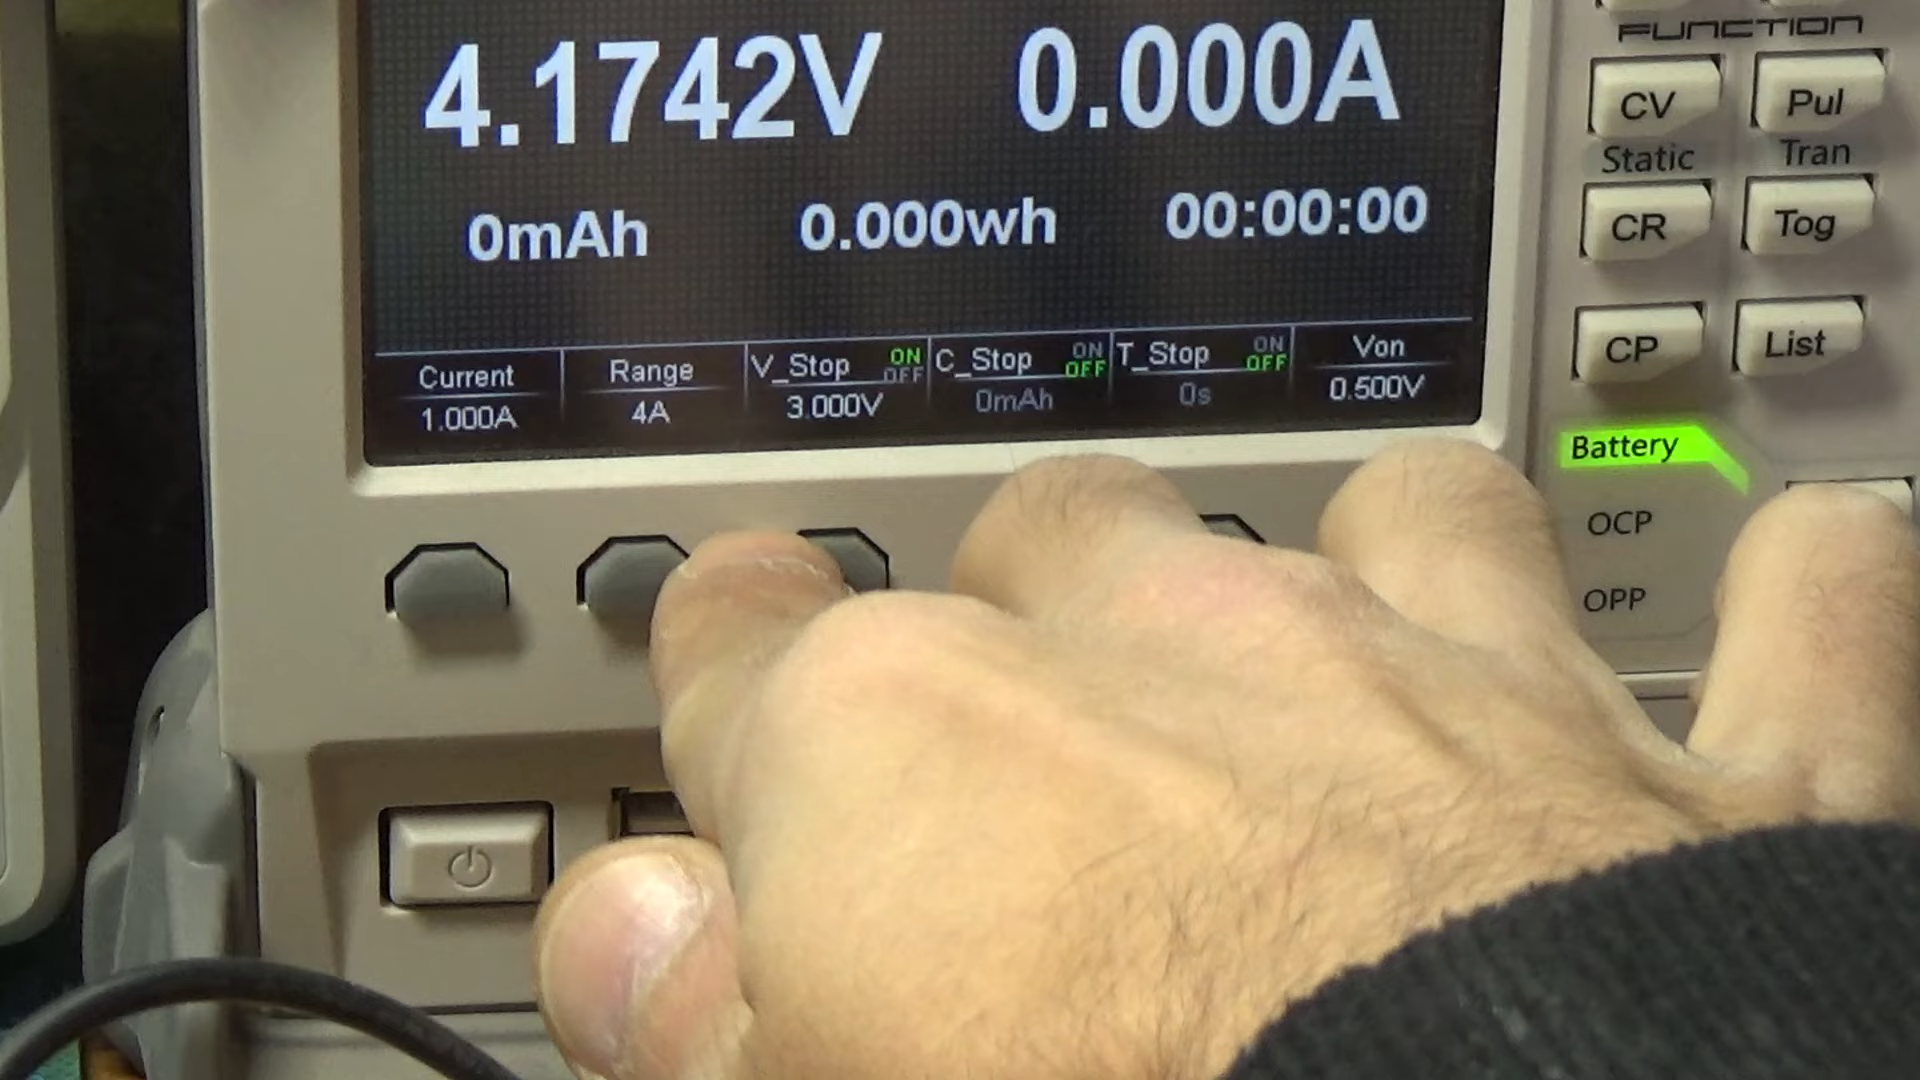 4.1742V 0.000A
0mAh 0.000wh 00:00:00
Current Range V_Stop ON OFF C_Stop ON OFF T_Stop ON OFF Von
1.000A 4A 3.000V 0mAh 0s 0.500V
FUNCTION
CV Pul
Static Tran
CR Tog
CP List
Battery
OCP
OPP